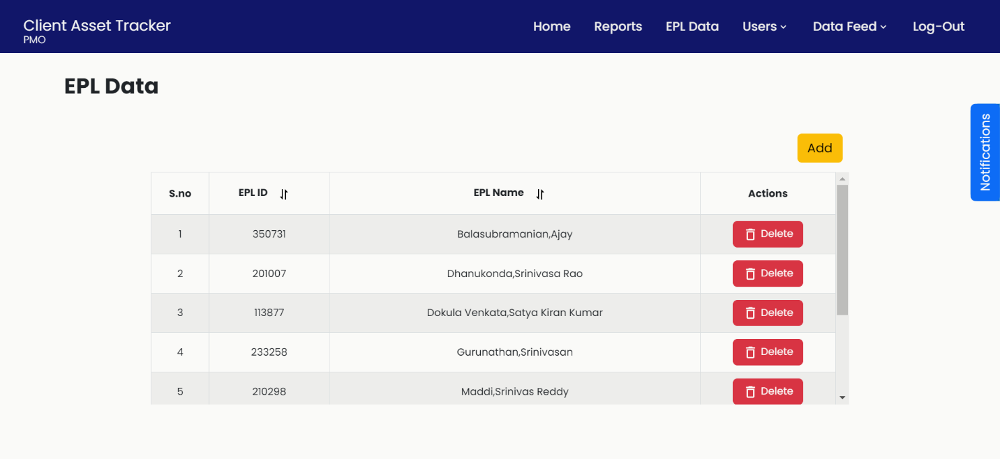 Client Asset Tracker
PMO
Home Reports EPL Data Users Data Feed Log-Out
EPL Data
Notifications
Add
S.no EPL ID EPL Name Actions
1 350731 Balasubramanian,Ajay Delete
2 201007 Dhanukonda,Srinivasa Rao Delete
3 113877 Dokula Venkata,Satya Kiran Kumar Delete
4 233258 Gurunathan,Srinivasan Delete
5 210298 Maddi,Srinivas Reddy Delete